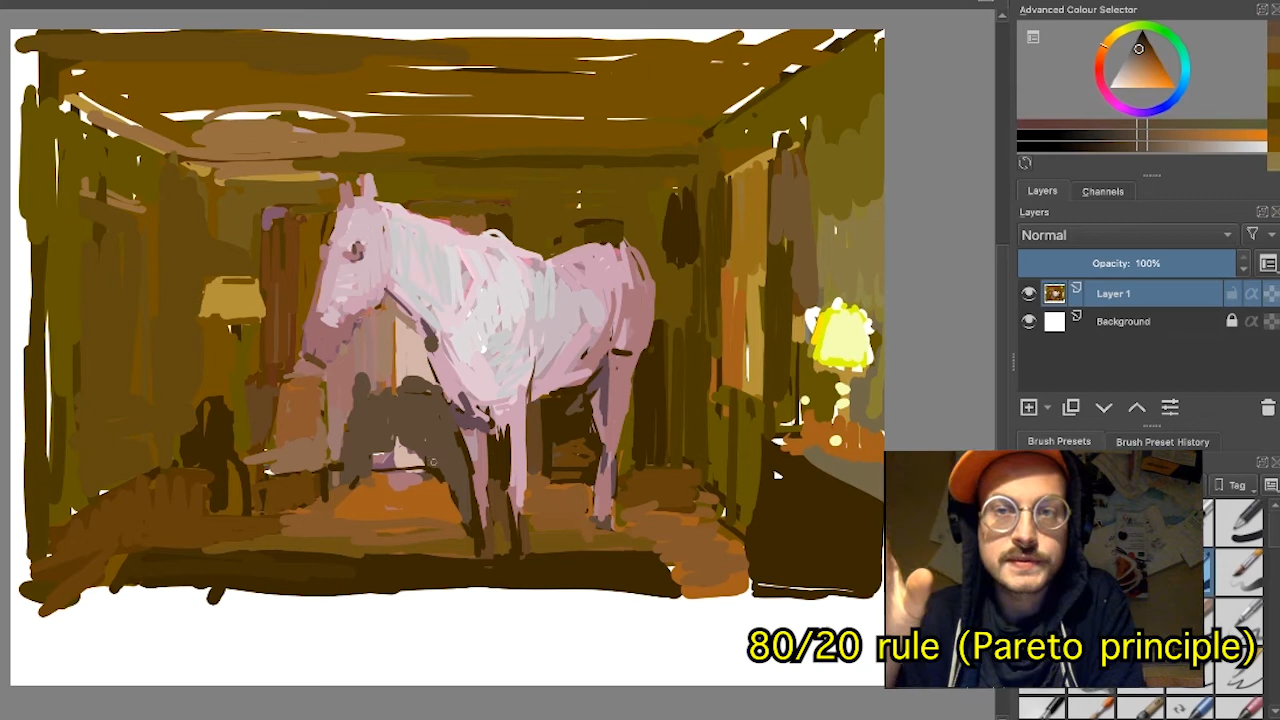 Advanced Colour Selector
Layers
Channels
Layers
Normal
Opacity: 100%
Layer 1
Background
Brush Presets
Brush Preset History
Tag
80/20 rule (Pareto principle)